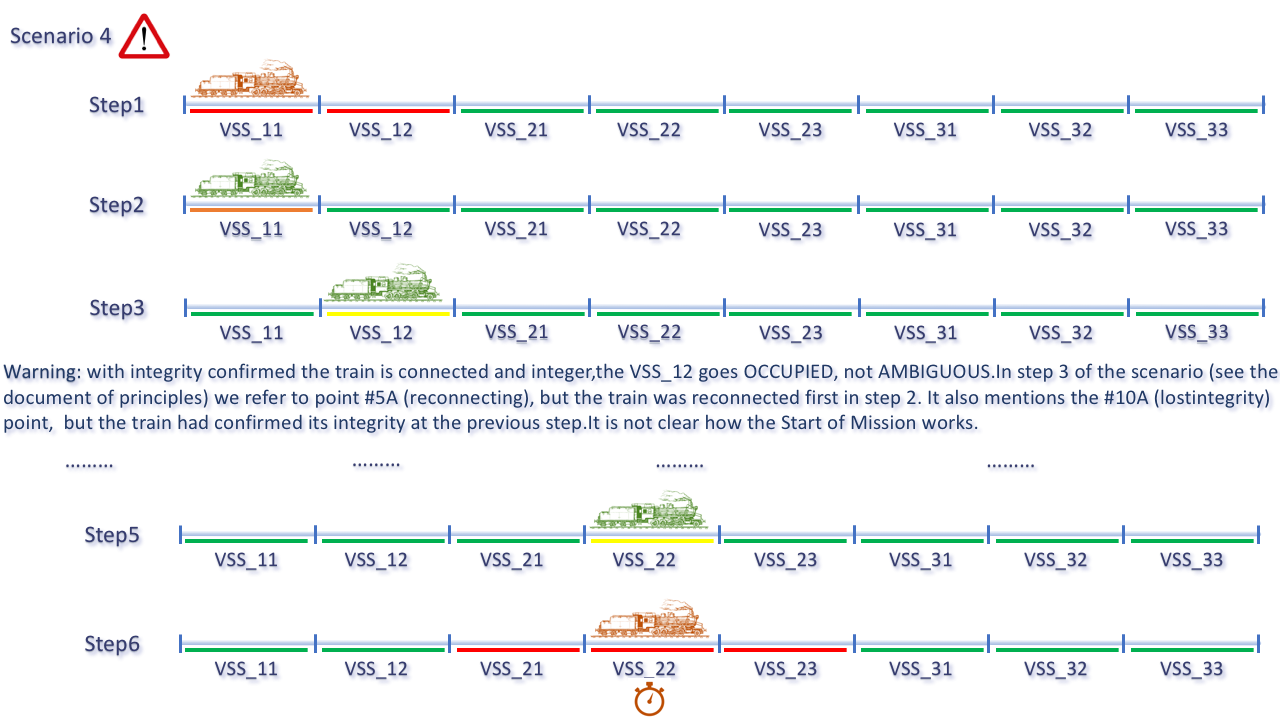 Scenario 4
Step1
VSS_11 VSS_12 VSS_21 VSS_22 VSS_23 VSS_31 VSS_32 VSS_33
Step2
VSS_11 VSS_12 VSS_21 VSS_22 VSS_23 VSS_31 VSS_32 VSS_33
Step3
VSS_11 VSS_12 VSS_21 VSS_22 VSS_23 VSS_31 VSS_32 VSS_33
Warning: with integrity confirmed the train is connected and integer,the VSS_12 goes OCCUPIED, not AMBIGUOUS.In step 3 of the scenario (see the
document of principles) we refer to point #5A (reconnecting), but the train was reconnected first in step 2. It also mentions the #10A (lostintegrity)
point, but the train had confirmed its integrity at the previous step.It is not clear how the Start of Mission works.
……… ……… ……… ………
Step5
VSS_11 VSS_12 VSS_21 VSS_22 VSS_23 VSS_31 VSS_32 VSS_33
Step6
VSS_11 VSS_12 VSS_21 VSS_22 VSS_23 VSS_31 VSS_32 VSS_33